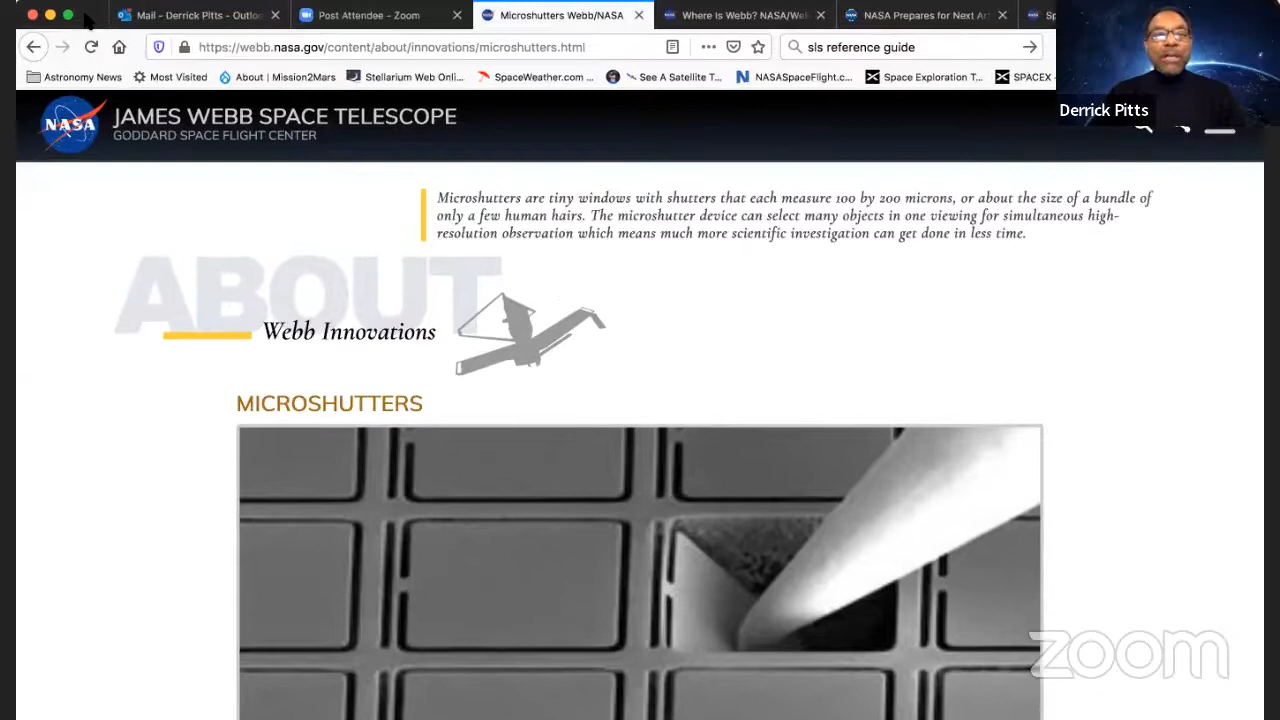 Mail - Derrick Pitts - Outloo
Post Attendee - Zoom
Microshutters Webb/NASA
Where Is Webb? NASA/Web
NASA Prepares for Next Ar
Sp
https://webb.nasa.gov/content/about/innovations/microshutters.html
sls reference guide
Astronomy News
Most Visited
About | Mission2Mars
Stellarium Web Onl...
SpaceWeather.com ...
See A Satellite T...
NASASpaceFlight.c...
Space Exploration T...
SPACEX
Derrick Pitts
NASA
JAMES WEBB SPACE TELESCOPE
GODDARD SPACE FLIGHT CENTER
Microshutters are tiny windows with shutters that each measure 100 by 200 microns, or about the size of a bundle of
only a few human hairs. The microshutter device can select many objects in one viewing for simultaneous high-
resolution observation which means much more scientific investigation can get done in less time.
ABOUT
Webb Innovations
MICROSHUTTERS
zoom